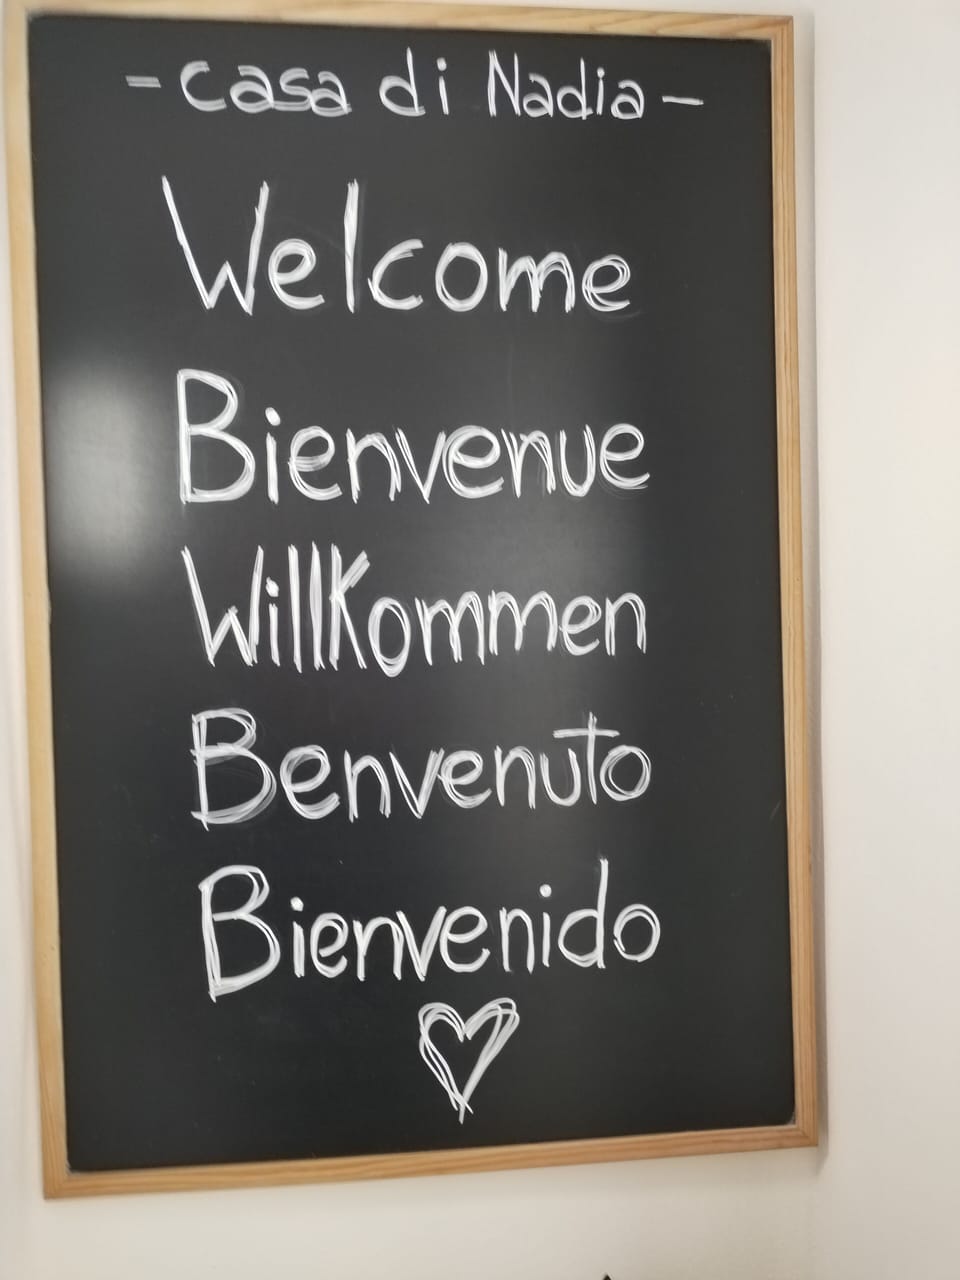 - casa di Nadia -
Welcome
Bienvenue
Willkommen
Benvenuto
Bienvenido